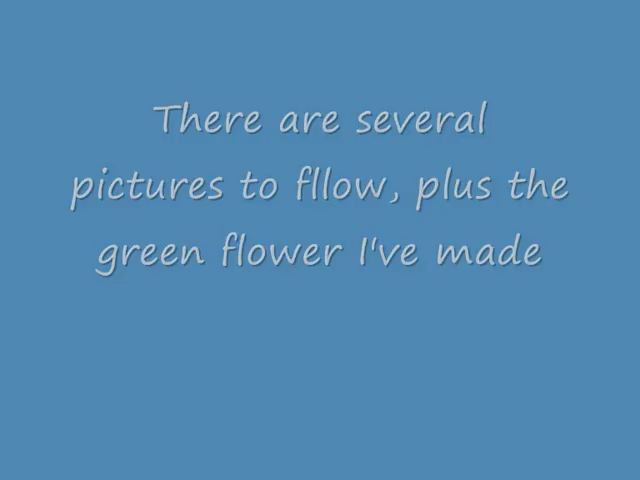 There are several
pictures to fllow, plus the
green flower I've made